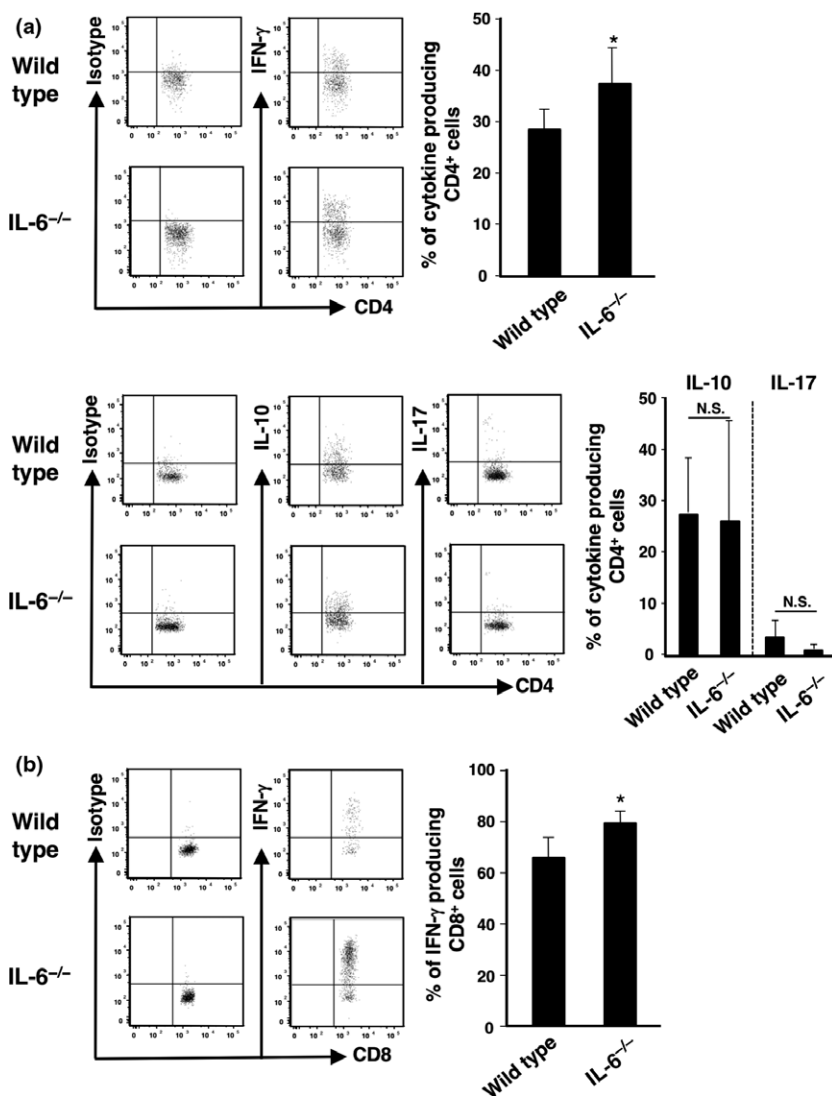 (a)
Wild
type
Isotype
IFN-γ
IL-6–/–
CD4
% of cytokine producing
CD4+ cells
50
40
30
20
10
0
*
Wild type
IL-6–/–
Wild
type
Isotype
IL-10
IL-17
IL-6–/–
CD4
% of cytokine producing
CD4+ cells
IL-10 IL-17
50
40
30
20
10
0
N.S.
N.S.
Wild type
IL-6–/–
Wild type
IL-6–/–
(b)
Wild
type
Isotype
IFN-γ
IL-6–/–
CD8
% of IFN-γ producing
CD8+ cells
100
80
60
40
20
0
*
Wild type
IL-6–/–